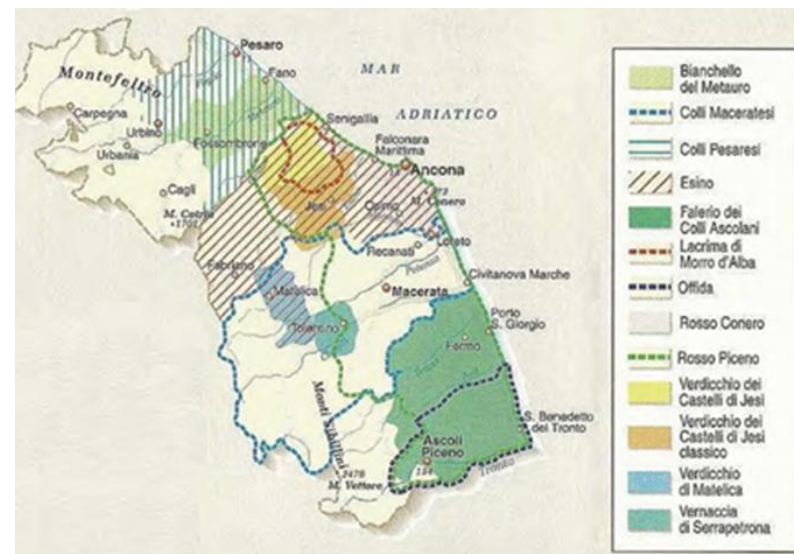 Pesaro
Montefeltro
Fano
MAR
ADRIATICO
Carpegna
Urbino
Senigallia
Falconara
Marittima
Urbania
Fossombrone
Ancona
Cagli
M. Catria
1701
Jesi
Osimo
M. Conero
Loreto
Recanati
Fabriano
Potenza
Civitanova Marche
Matelica
Macerata
Porto
S. Giorgio
Tolentino
Fermo
Monti Sibillini
S. Benedetto
del Tronto
Ascoli
Piceno
154
2476
M. Vettore
Tronto
Bianchello
del Metauro
Colli Maceratesi
Colli Pesaresi
Esino
Falerio dei
Colli Ascolani
Lacrima di
Morro d'Alba
Offida
Rosso Conero
Rosso Piceno
Verdicchio dei
Castelli di Jesi
Verdicchio dei
Castelli di Jesi
classico
Verdicchio
di Matelica
Vernaccia
di Serrapetrona